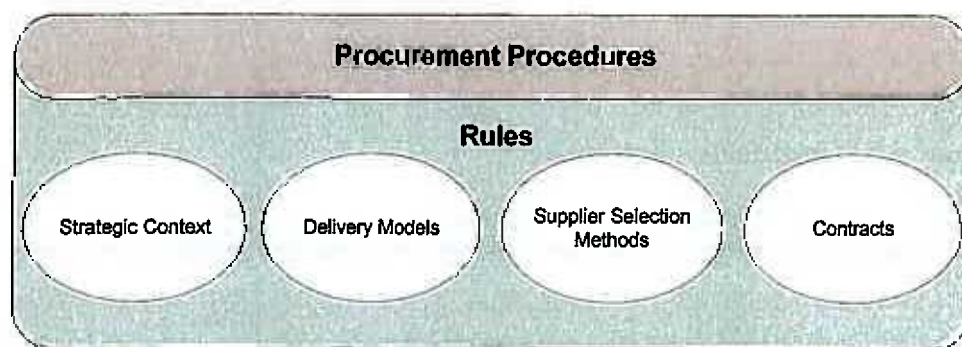 Procurement Procedures
Rules
Strategic Context
Delivery Models
Supplier Selection
Methods
Contracts